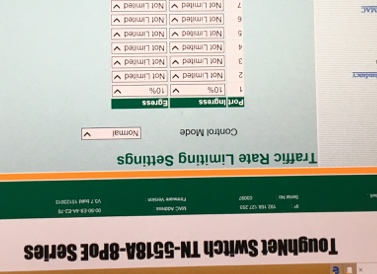 ToughNet Switch TN-5518A-8PoE Series
IP 192.168.127.253 MAC Address 00-90-E8-4A-E2-75
Serial No 03097 Firmware Version V3.7 build 15122910
Traffic Rate Limiting Settings
Control Mode Normal
Port Ingress Egress
1 10% 10%
2 Not Limited Not Limited
3 Not Limited Not Limited
4 Not Limited Not Limited
5 Not Limited Not Limited
6 Not Limited Not Limited
7 Not Limited Not Limited
MAC